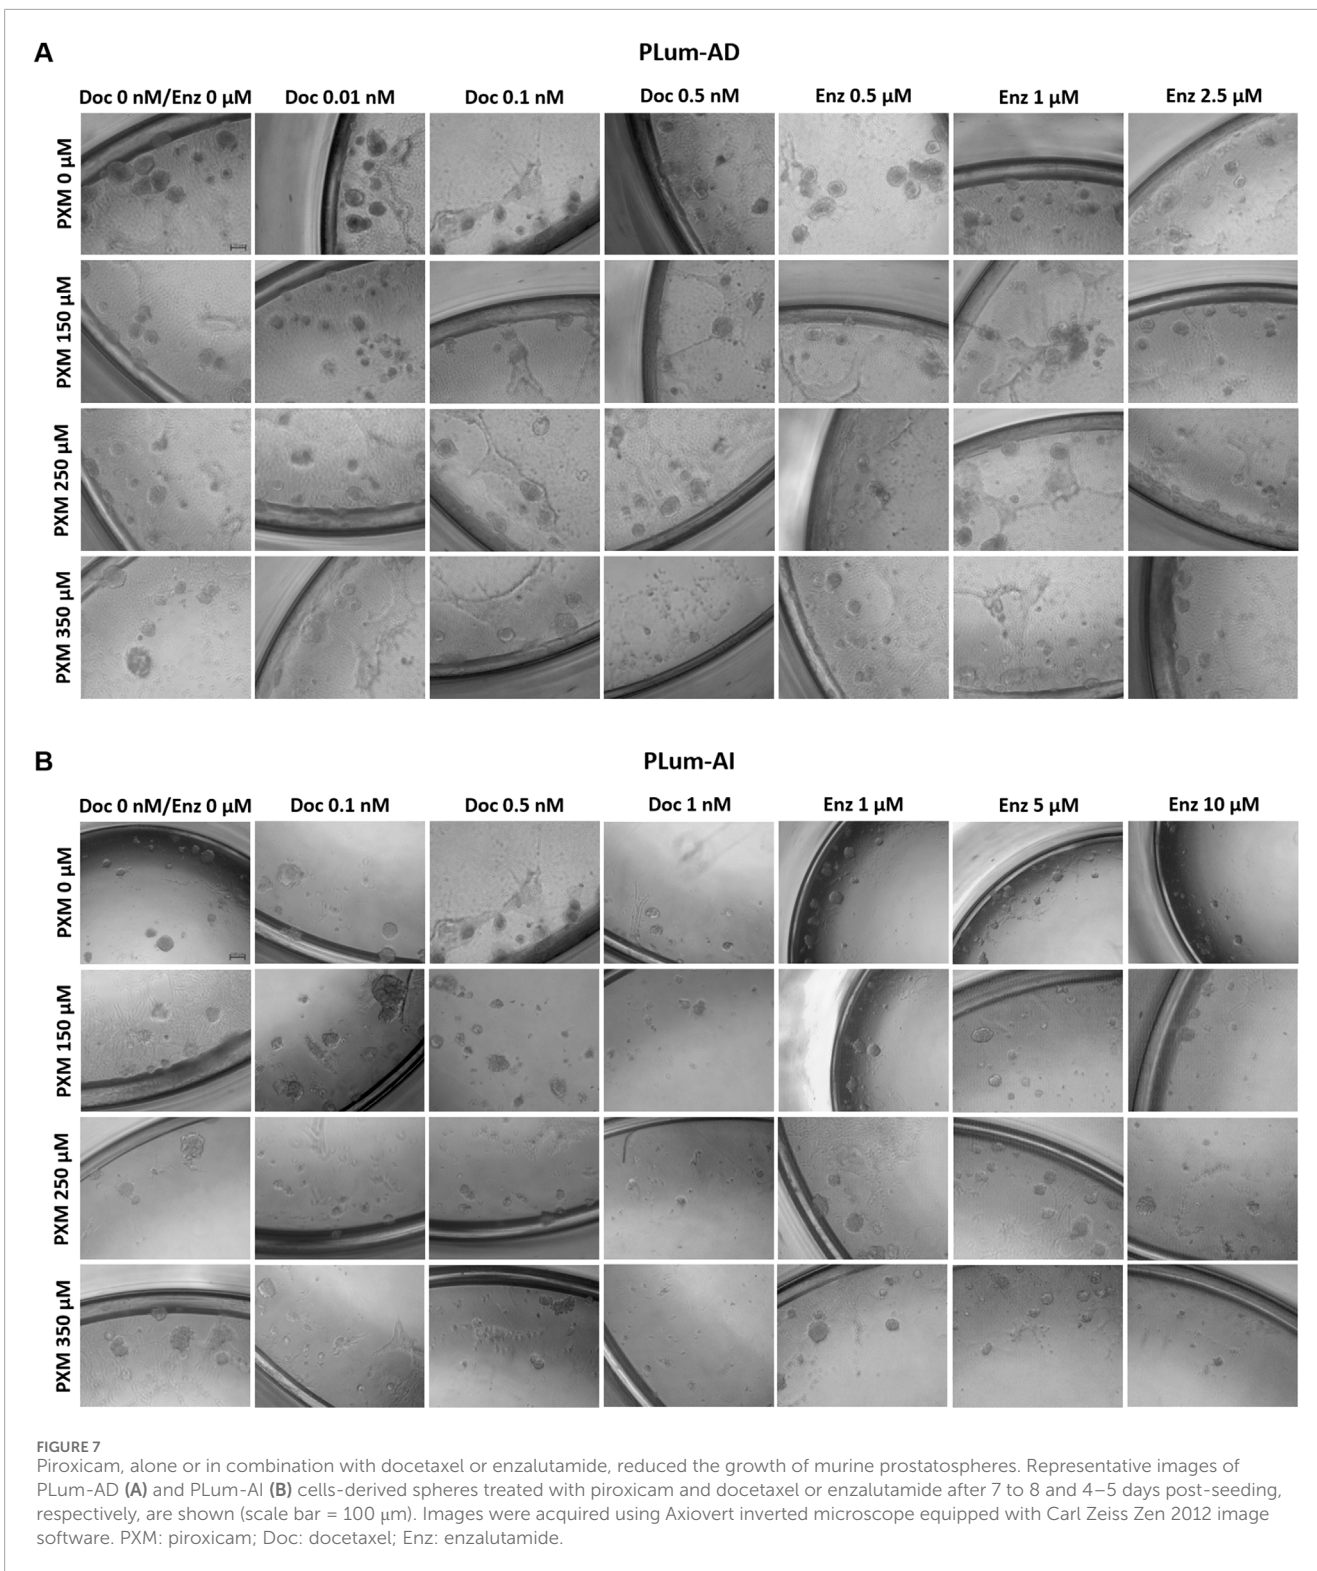 A
PLum-AD
Doc 0 nM/Enz 0 μM Doc 0.01 nM Doc 0.1 nM Doc 0.5 nM Enz 0.5 μM Enz 1 μM Enz 2.5 μM
PXM 0 μM
PXM 150 μM
PXM 250 μM
PXM 350 μM
B
PLum-AI
Doc 0 nM/Enz 0 μM Doc 0.1 nM Doc 0.5 nM Doc 1 nM Enz 1 μM Enz 5 μM Enz 10 μM
PXM 0 μM
PXM 150 μM
PXM 250 μM
PXM 350 μM
FIGURE 7
Piroxicam, alone or in combination with docetaxel or enzalutamide, reduced the growth of murine prostatospheres. Representative images of
PLum-AD (A) and PLum-AI (B) cells-derived spheres treated with piroxicam and docetaxel or enzalutamide after 7 to 8 and 4–5 days post-seeding,
respectively, are shown (scale bar = 100 μm). Images were acquired using Axiovert inverted microscope equipped with Carl Zeiss Zen 2012 image
software. PXM: piroxicam; Doc: docetaxel; Enz: enzalutamide.